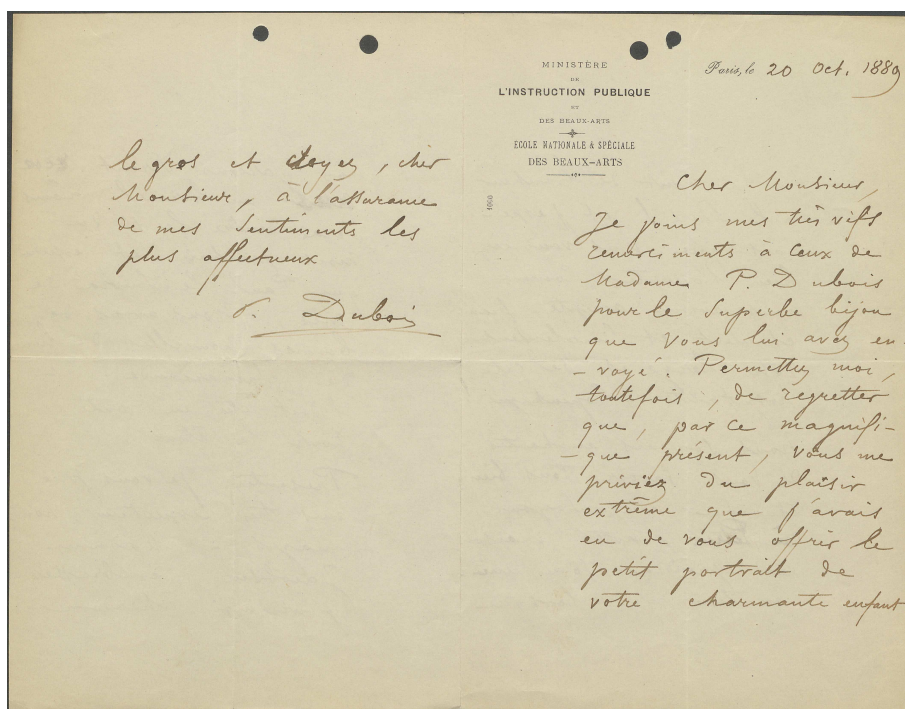 MINISTÈRE
DE
L'INSTRUCTION PUBLIQUE
ET
DES BEAUX-ARTS
ECOLE NATIONALE & SPÉCIALE
DES BEAUX-ARTS
Paris, le 20 Oct. 1889
Cher Monsieur,
Je joins mes très vifs
remerciments à ceux de
Madame P. Dubois
pour le superbe bijou
que vous lui avez en-
-voyé. Permettez moi,
toutefois, de regretter
que, par ce magnifi-
-que présent, vous me
priviez du plaisir
extrême que j'avais
eu de vous offrir le
petit portrait de
votre charmante enfant
le gros et croyez, cher
Monsieur, à l'assurance
de mes sentiments les
plus affectueux
P. Dubois